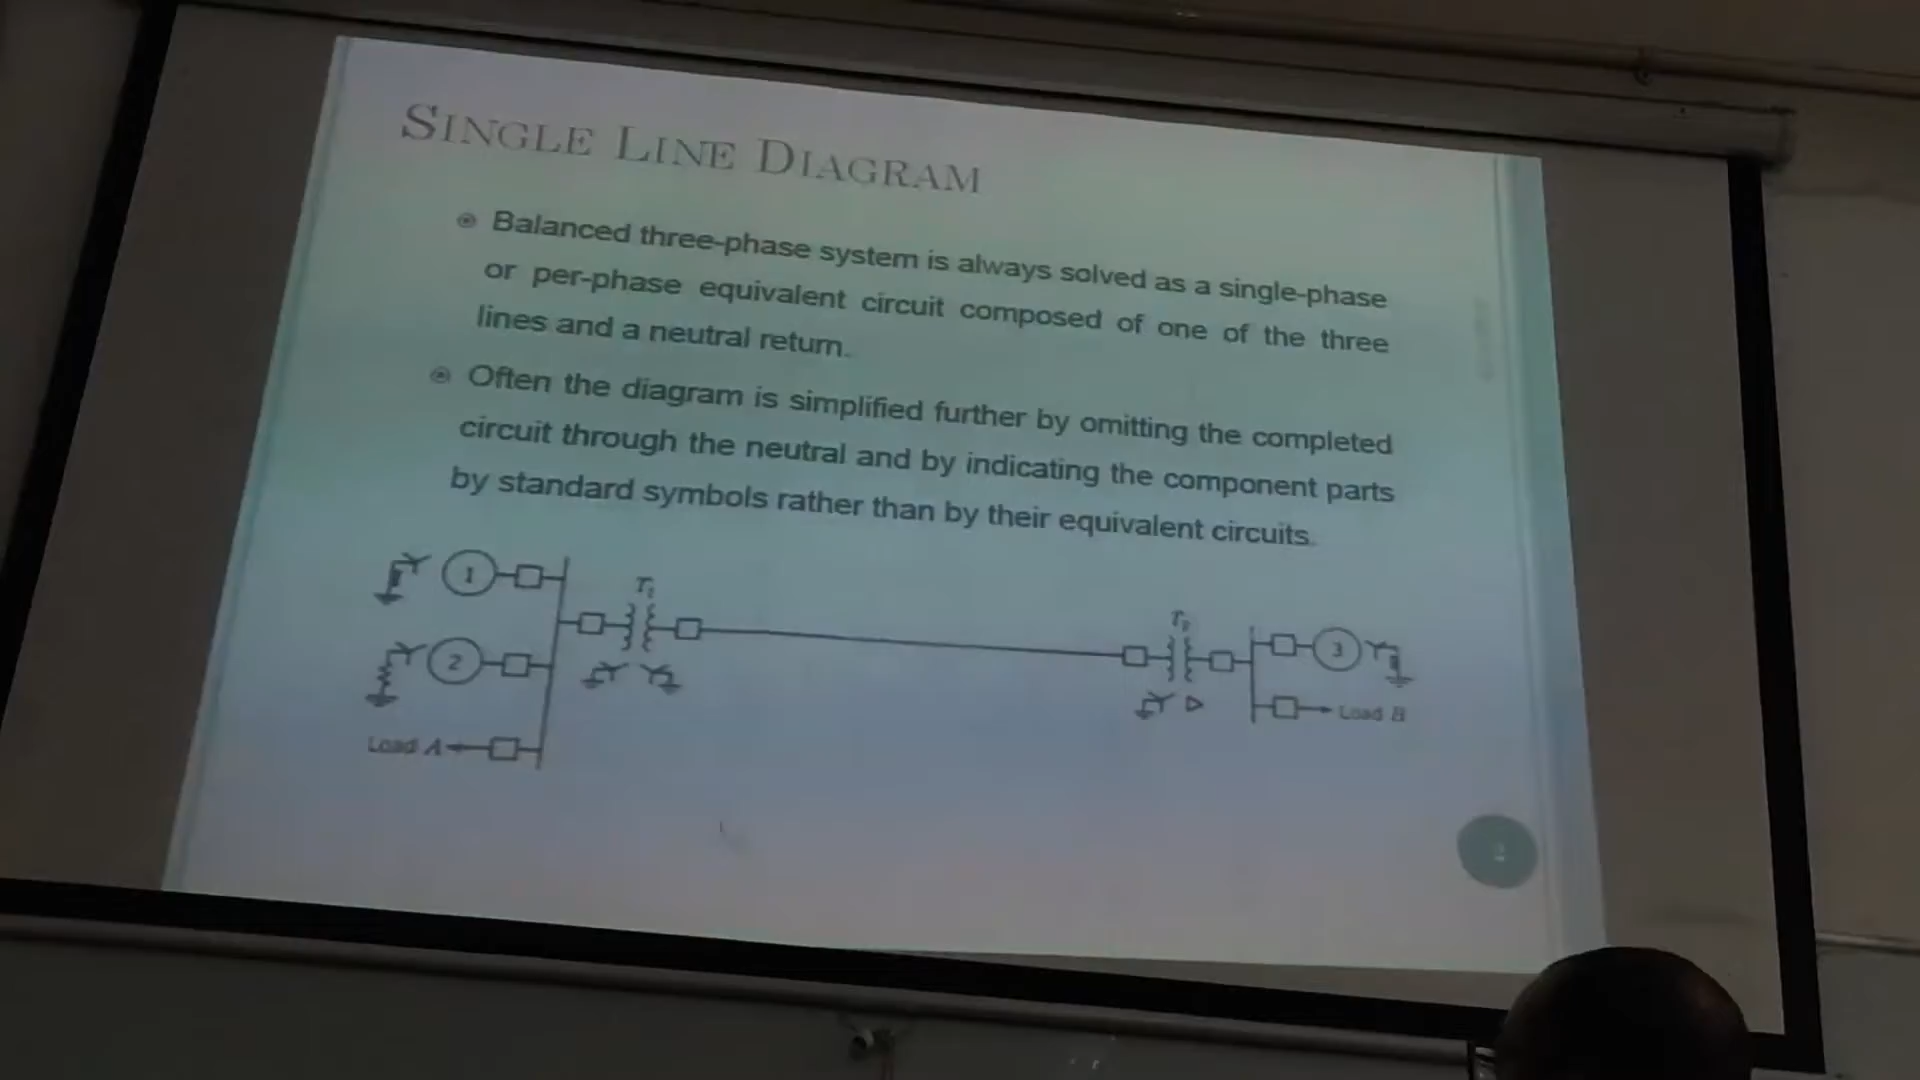 SINGLE LINE DIAGRAM
Balanced three-phase system is always solved as a single-phase
or per-phase equivalent circuit composed of one of the three
lines and a neutral return.
Often the diagram is simplified further by omitting the completed
circuit through the neutral and by indicating the component parts
by standard symbols rather than by their equivalent circuits.
1
T1
T2
3
2
Load B
Load A
2